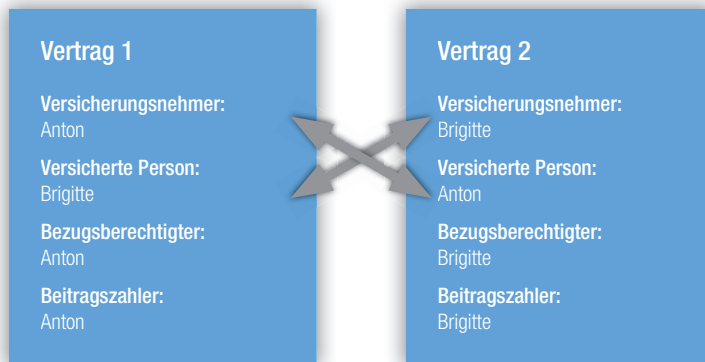 Vertrag 1
Versicherungsnehmer:
Anton
Versicherte Person:
Brigitte
Bezugsberechtigter:
Anton
Beitragszahler:
Anton
Vertrag 2
Versicherungsnehmer:
Brigitte
Versicherte Person:
Anton
Bezugsberechtigter:
Brigitte
Beitragszahler:
Brigitte